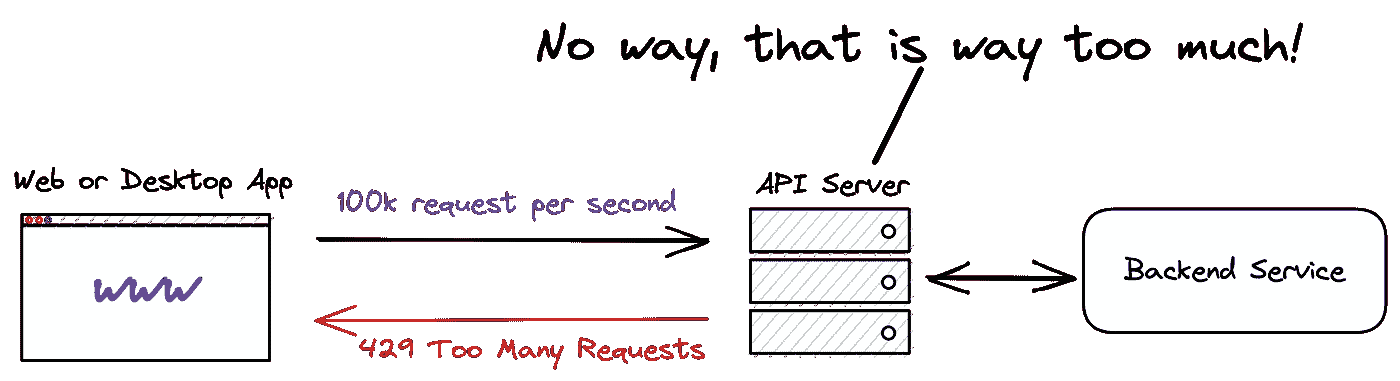 No way, that is way too much!
Web or Desktop App
100k request per second
API Server
www
Backend Service
429 Too Many Requests